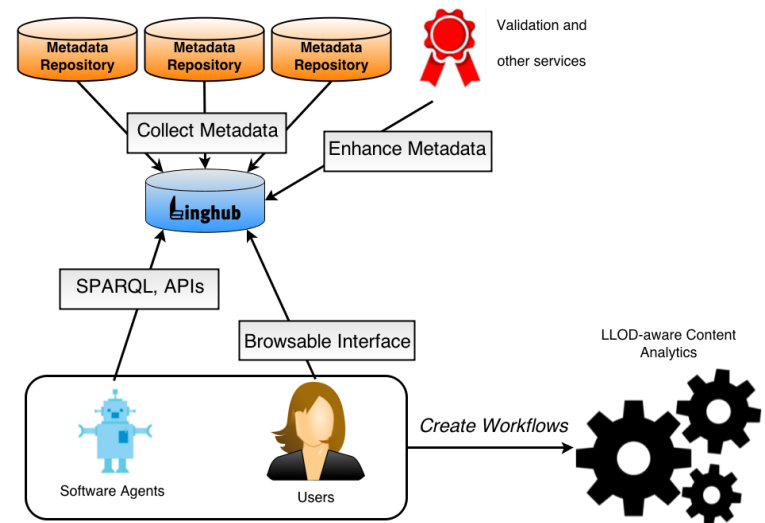 Metadata
Repository
Metadata
Repository
Metadata
Repository
Validation and
other services
Collect Metadata
Enhance Metadata
Linghub
SPARQL, APIs
Browsable Interface
LLOD-aware Content
Analytics
Create Workflows
Software Agents
Users